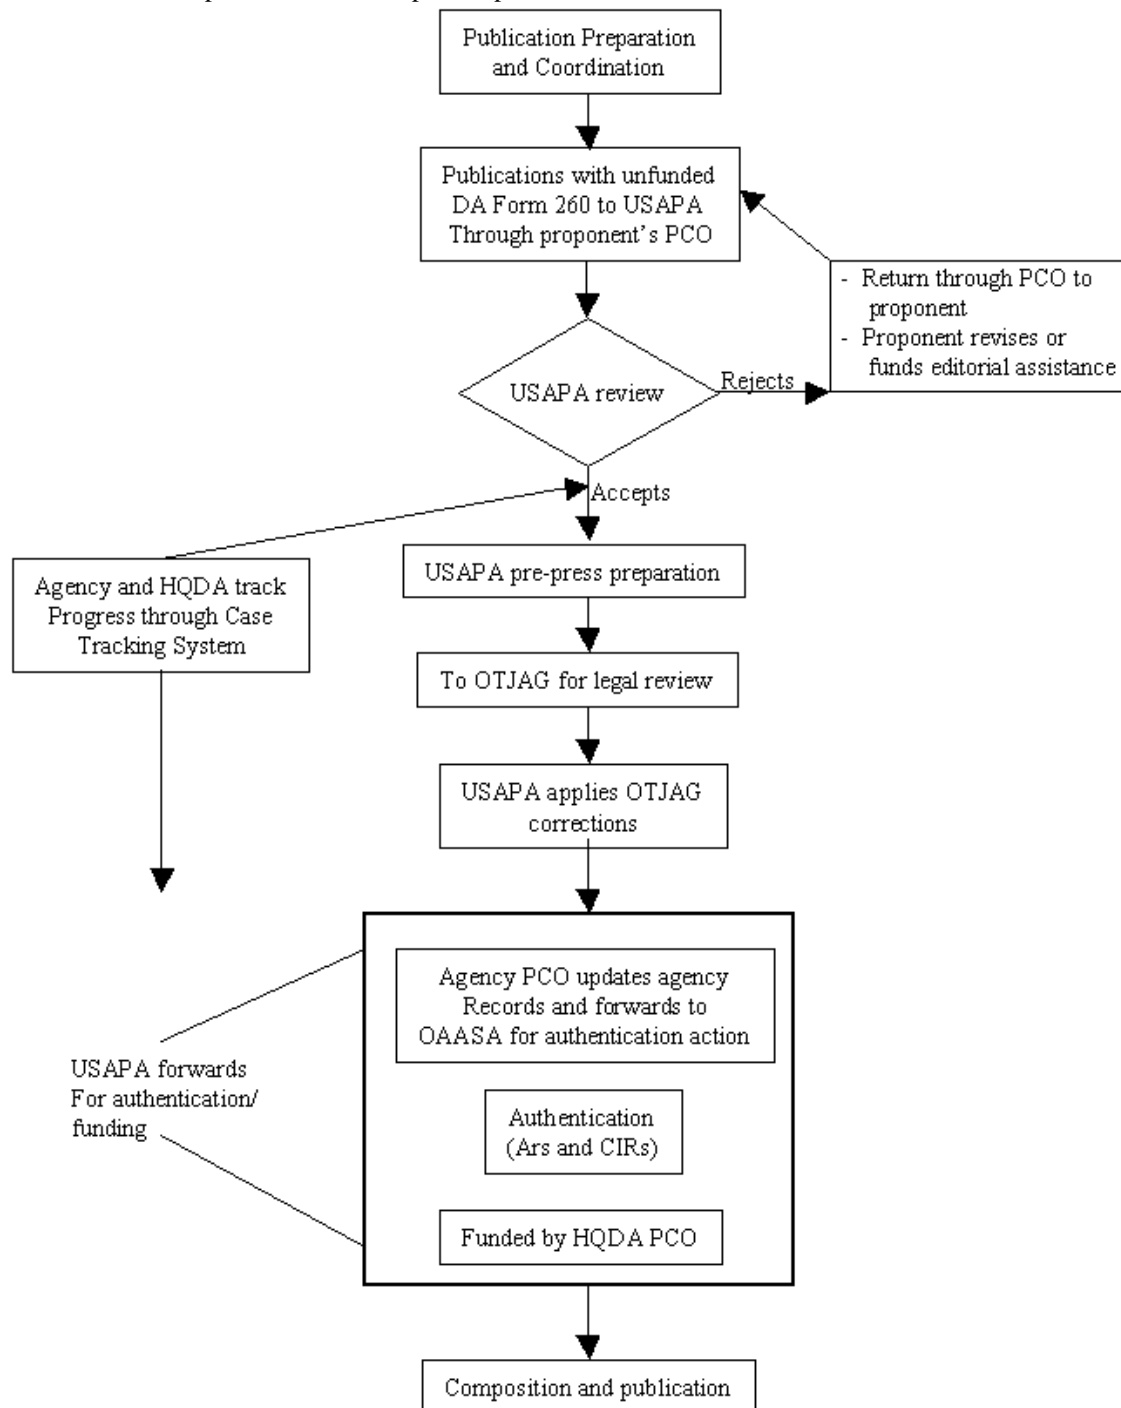 Publication Preparation
and Coordination
Publications with unfunded
DA Form 260 to USAPA
Through proponent's PCO
- Return through PCO to
proponent
- Proponent revises or
funds editorial assistance
USAPA review
Rejects
Accepts
Agency and HQDA track
Progress through Case
Tracking System
USAPA pre-press preparation
To OTJAG for legal review
USAPA applies OTJAG
corrections
Agency PCO updates agency
Records and forwards to
OAASA for authentication action
USAPA forwards
For authentication/
funding
Authentication
(Ars and CIRs)
Funded by HQDA PCO
Composition and publication